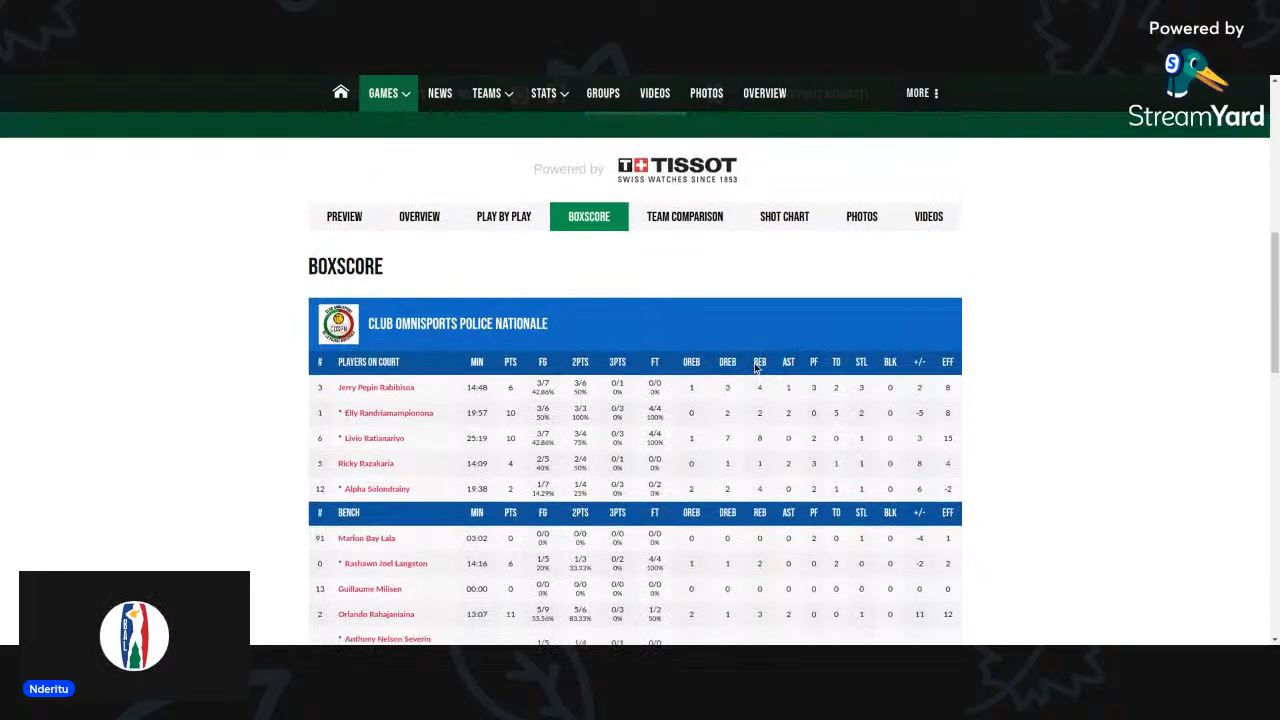 Powered by
StreamYard
GAMES NEWS TEAMS STATS GROUPS VIDEOS PHOTOS OVERVIEW MORE
Powered by TISSOT
SWISS WATCHES SINCE 1853
PREVIEW OVERVIEW PLAY BY PLAY BOXSCORE TEAM COMPARISON SHOT CHART PHOTOS VIDEOS
BOXSCORE
COSPN
CLUB OMNISPORTS POLICE NATIONALE
# PLAYERS ON COURT MIN PTS FG 2PTS 3PTS FT OREB DREB REB AST PF TO STL BLK +/- EFF
3 Jerry Pepin Rabibisoa 14:48 6 3/7 3/6 0/1 0/0 1 3 4 1 3 2 3 0 2 8
42.86% 50% 0% 0%
1 * Elly Randriamampionona 19:57 10 3/6 3/3 0/3 4/4 0 2 2 2 0 5 2 0 -5 8
50% 100% 0% 100%
6 * Livio Ratianarivo 25:19 10 3/7 3/4 0/3 4/4 1 7 8 0 2 0 1 0 3 15
42.86% 75% 0% 100%
5 Ricky Razakaria 14:09 4 2/5 2/4 0/1 0/0 0 1 1 2 3 1 1 0 8 4
40% 50% 0% 0%
12 * Alpha Solondrainy 19:38 2 1/7 1/4 0/3 0/2 2 2 4 0 2 1 1 0 6 -2
14.29% 25% 0% 0%
# BENCH MIN PTS FG 2PTS 3PTS FT OREB DREB REB AST PF TO STL BLK +/- EFF
91 Marlon Bay Lala 03:02 0 0/0 0/0 0/0 0/0 0 0 0 0 2 0 1 0 -4 1
0% 0% 0% 0%
0 * Rashawn Joel Langston 14:16 6 1/5 1/3 0/2 4/4 1 1 2 0 0 2 0 0 -2 2
20% 33.33% 0% 100%
13 Guillaume Milisen 00:00 0 0/0 0/0 0/0 0/0 0 0 0 0 0 0 0 0 0 0
0% 0% 0% 0%
2 Orlando Rahajaniaina 13:07 11 5/9 5/6 0/3 1/2 2 1 3 2 0 0 1 0 11 12
55.56% 83.33% 0% 50%
* Anthony Nelson Severin
1/5 1/4 0/1 0/0
BAL
Nderitu